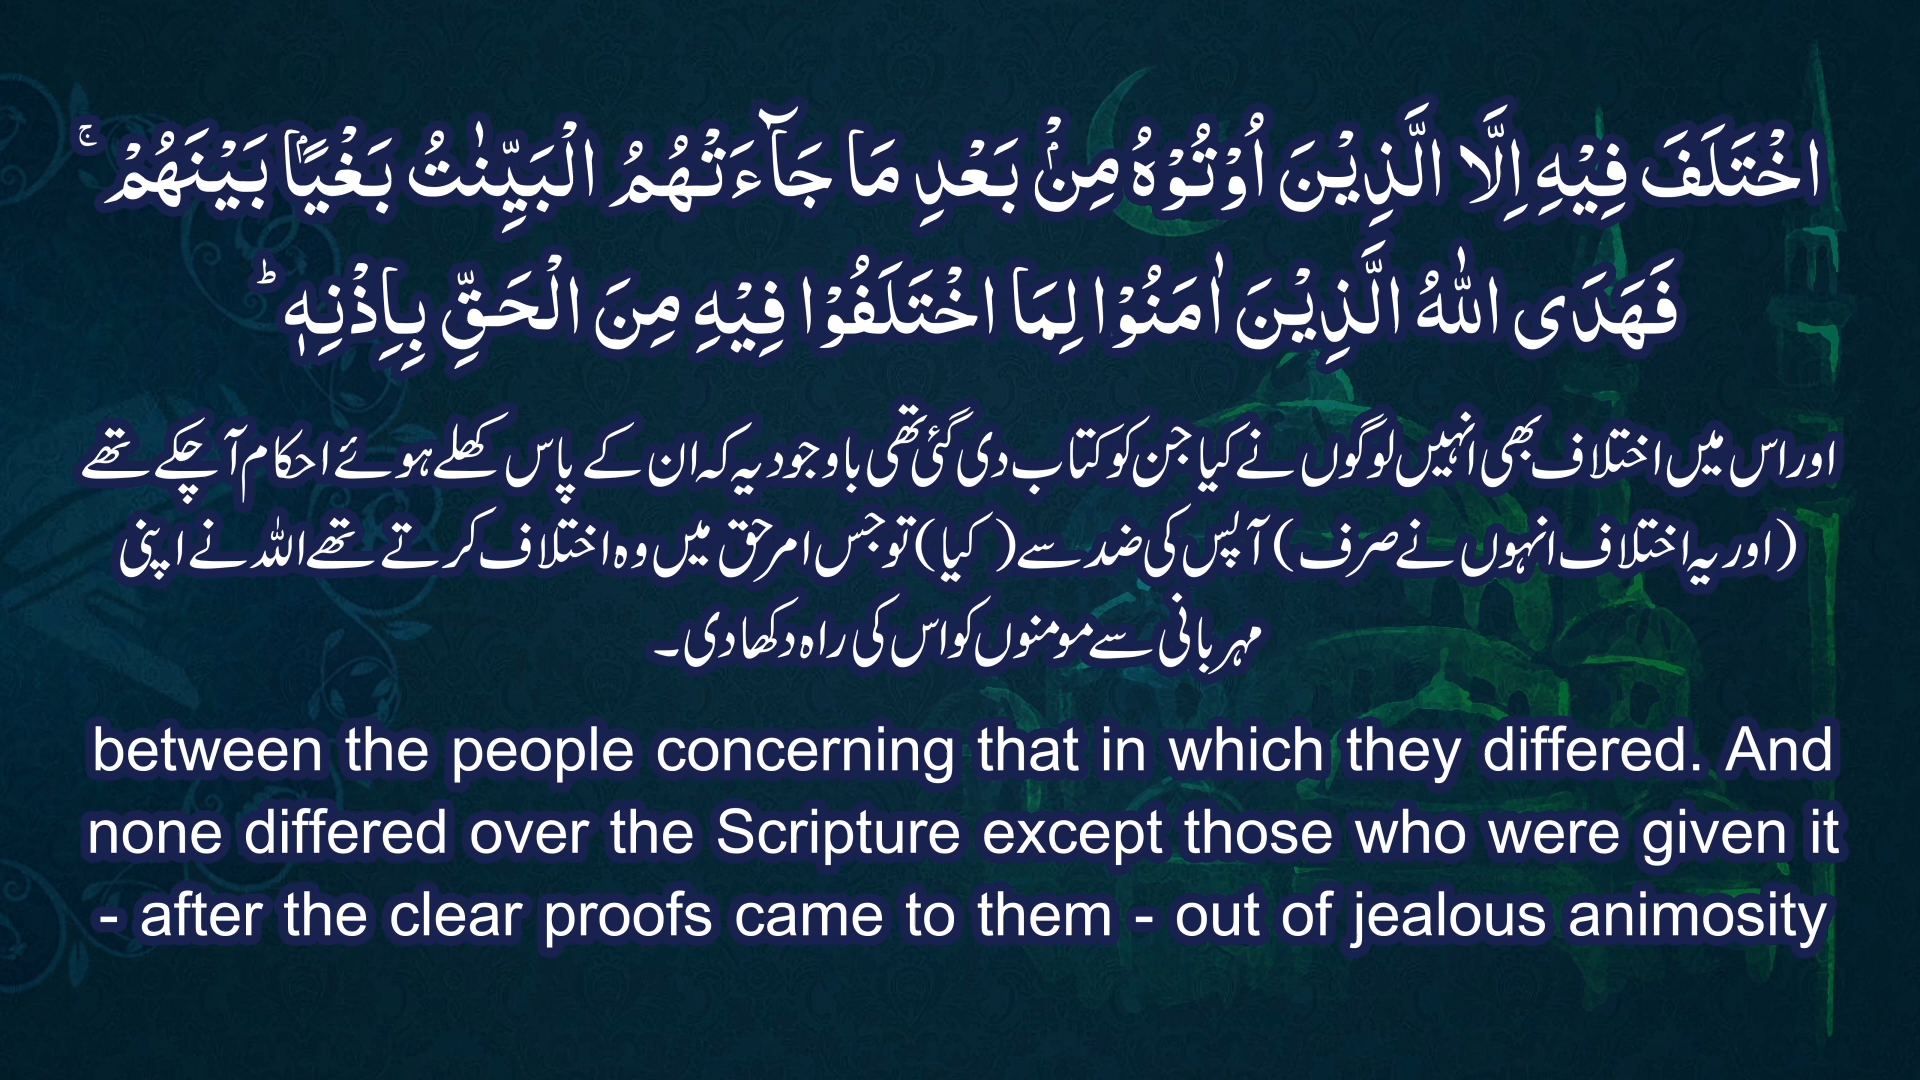 اخْتَلَفَ فِيْهِ اِلَّا الَّذِيْنَ اُوْتُوْهُ مِنْۢ بَعْدِ مَا جَآءَتْهُمُ الْبَيِّنٰتُ بَغْيًاۢ بَيْنَهُمْ ۚ
فَهَدَى اللّٰهُ الَّذِيْنَ اٰمَنُوْا لِمَا اخْتَلَفُوْا فِيْهِ مِنَ الْحَقِّ بِاِذْنِهٖ ؕ
اور اس میں اختلاف بھی انہیں لوگوں نے کیا جن کو کتاب دی گئی تھی باوجود یہ کہ ان کے پاس کھلے ہوئے احکام آچکے تھے
(اور یہ اختلاف انہوں نے صرف) آپس کی ضد سے (کیا) تو جس امر حق میں وہ اختلاف کرتے تھے اللہ نے اپنی
مہربانی سے مومنوں کو اس کی راہ دکھا دی۔
between the people concerning that in which they differed. And
none differed over the Scripture except those who were given it
- after the clear proofs came to them - out of jealous animosity